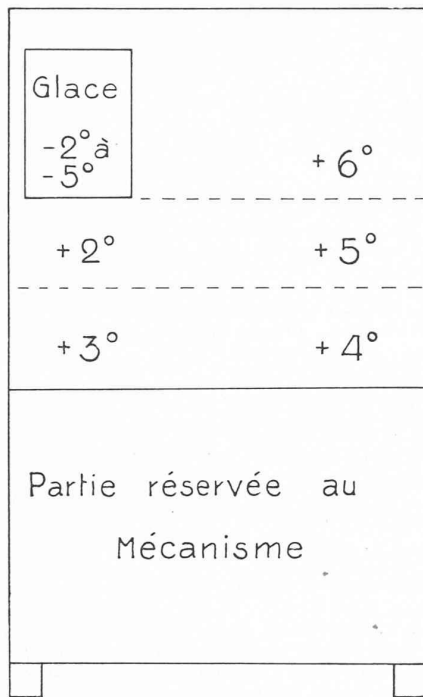 Glace
-2° à
-5°
+ 6°
+ 2° + 5°
+ 3° + 4°
Partie réservée au
Mécanisme